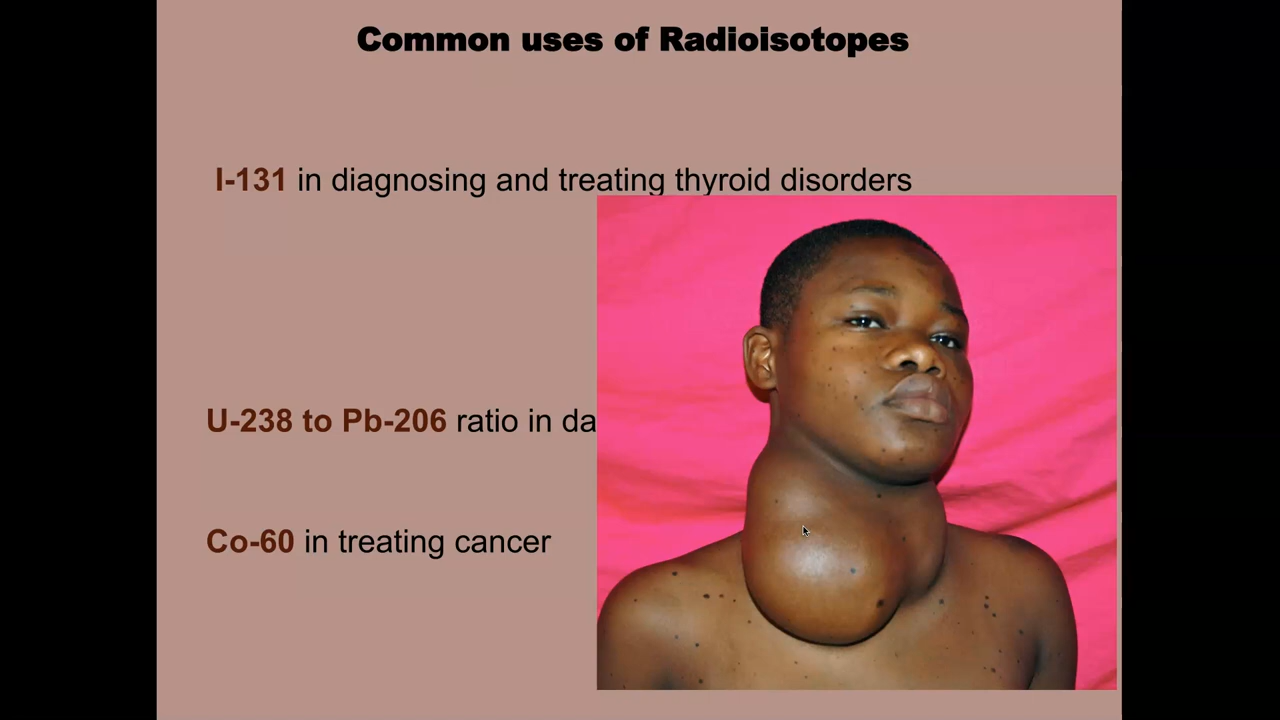 Common uses of Radioisotopes
I-131 in diagnosing and treating thyroid disorders
U-238 to Pb-206 ratio in da
Co-60 in treating cancer